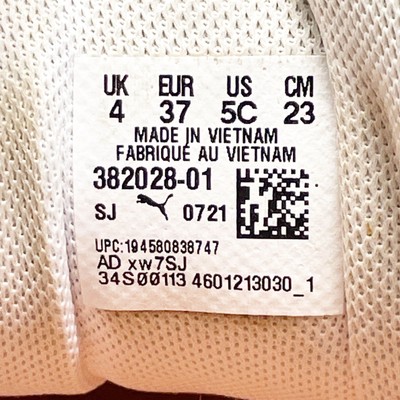 UK EUR US CM
4 37 5C 23
MADE IN VIETNAM
FABRIQUÉ AU VIETNAM
382028-01
SJ 0721
UPC:194580838747
AD xw7SJ
34S00113 4601213030_1